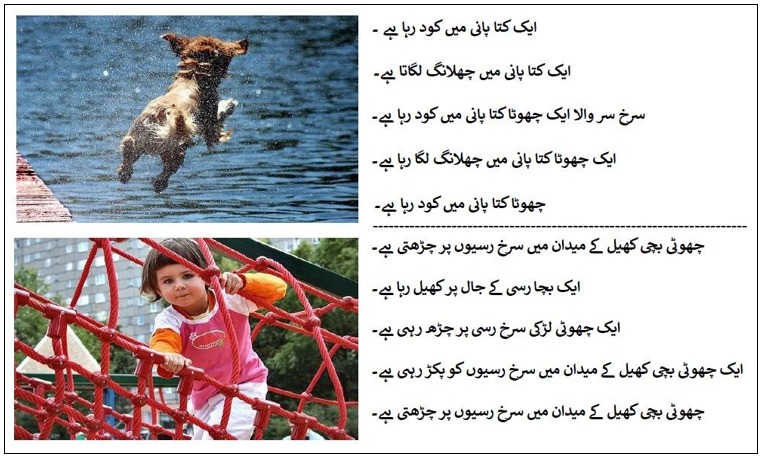 ایک کتا پانی میں کود رہا ہے ۔
ایک کتا پانی میں چھلانگ لگاتا ہے۔
سرخ سر والا ایک چھوٹا کتا پانی میں کود رہا ہے۔
ایک چھوٹا کتا پانی میں چھلانگ لگا رہا ہے۔
چھوٹا کتا پانی میں کود رہا ہے۔
چھوٹی بچی کھیل کے میدان میں سرخ رسیوں پر چڑھتی ہے۔
ایک بچا رسی کے جال پر کھیل رہا ہے۔
ایک چھوٹی لڑکی سرخ رسی پر چڑھ رہی ہے۔
ایک چھوٹی بچی کھیل کے میدان میں سرخ رسیوں کو پکڑ رہی ہے۔
چھوٹی بچی کھیل کے میدان میں سرخ رسیوں پر چڑھتی ہے۔